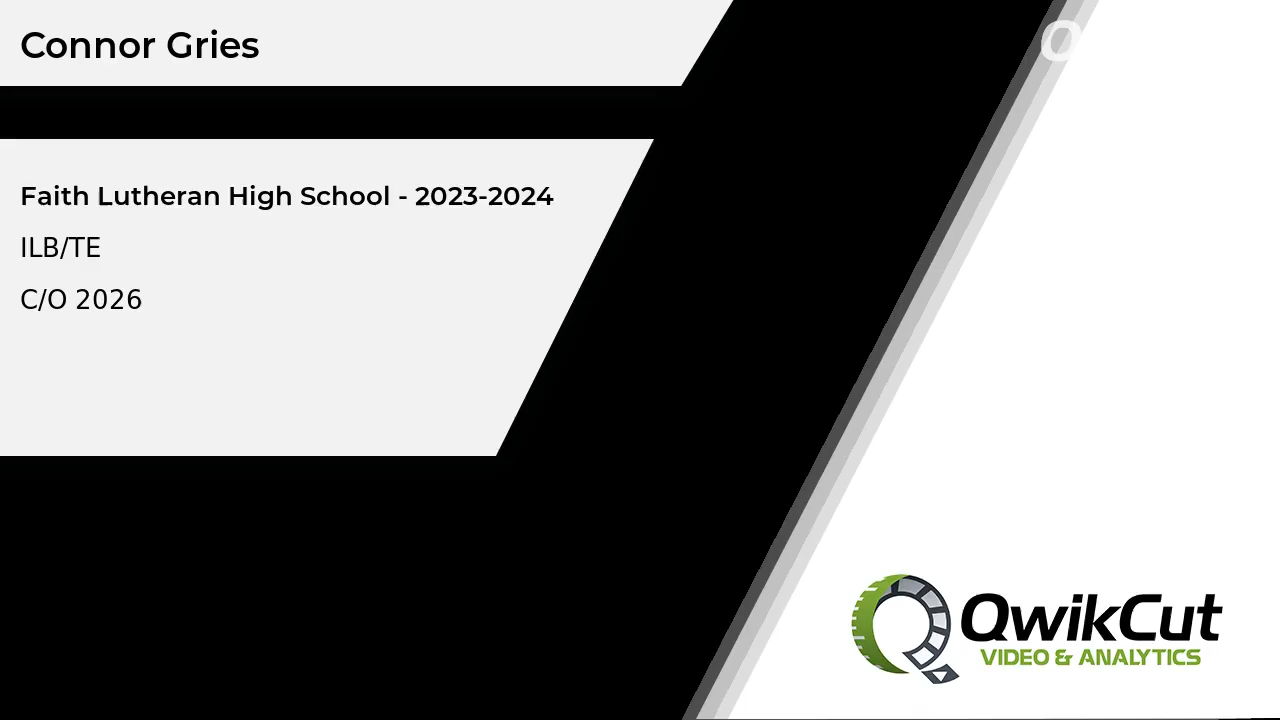 Connor Gries
Faith Lutheran High School - 2023-2024
ILB/TE
C/O 2026
QwikCut
VIDEO & ANALYTICS